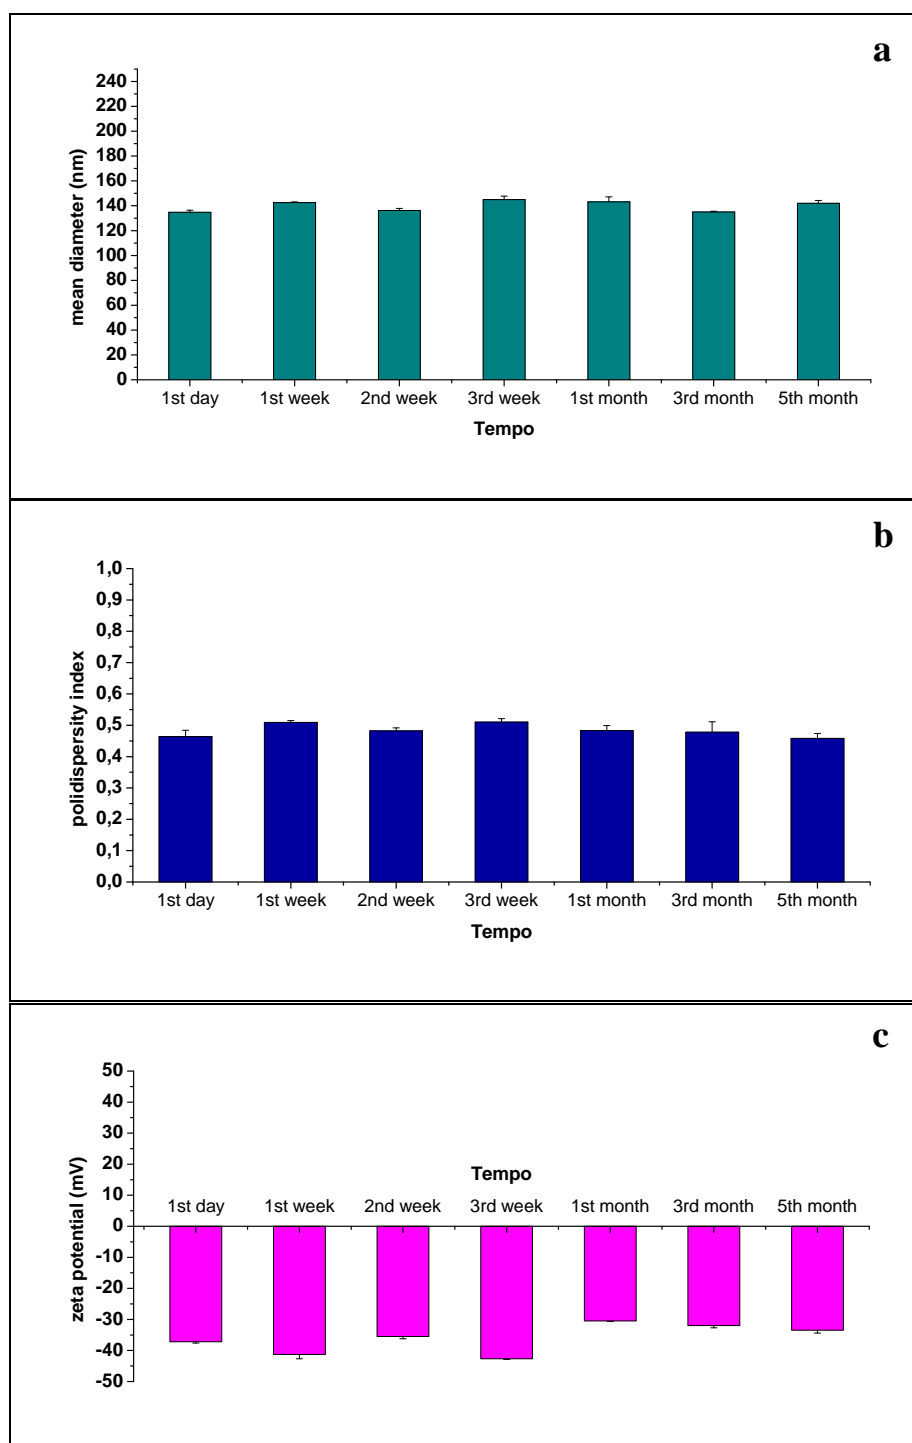 a
mean diameter (nm)
240
220
200
180
160
140
120
100
80
60
40
20
0
1st day 1st week 2nd week 3rd week 1st month 3rd month 5th month
Tempo
b
polidispersity index
1,0
0,9
0,8
0,7
0,6
0,5
0,4
0,3
0,2
0,1
0,0
1st day 1st week 2nd week 3rd week 1st month 3rd month 5th month
Tempo
c
zeta potential (mV)
50
40
30
20
Tempo
10
1st day 1st week 2nd week 3rd week 1st month 3rd month 5th month
0
-10
-20
-30
-40
-50